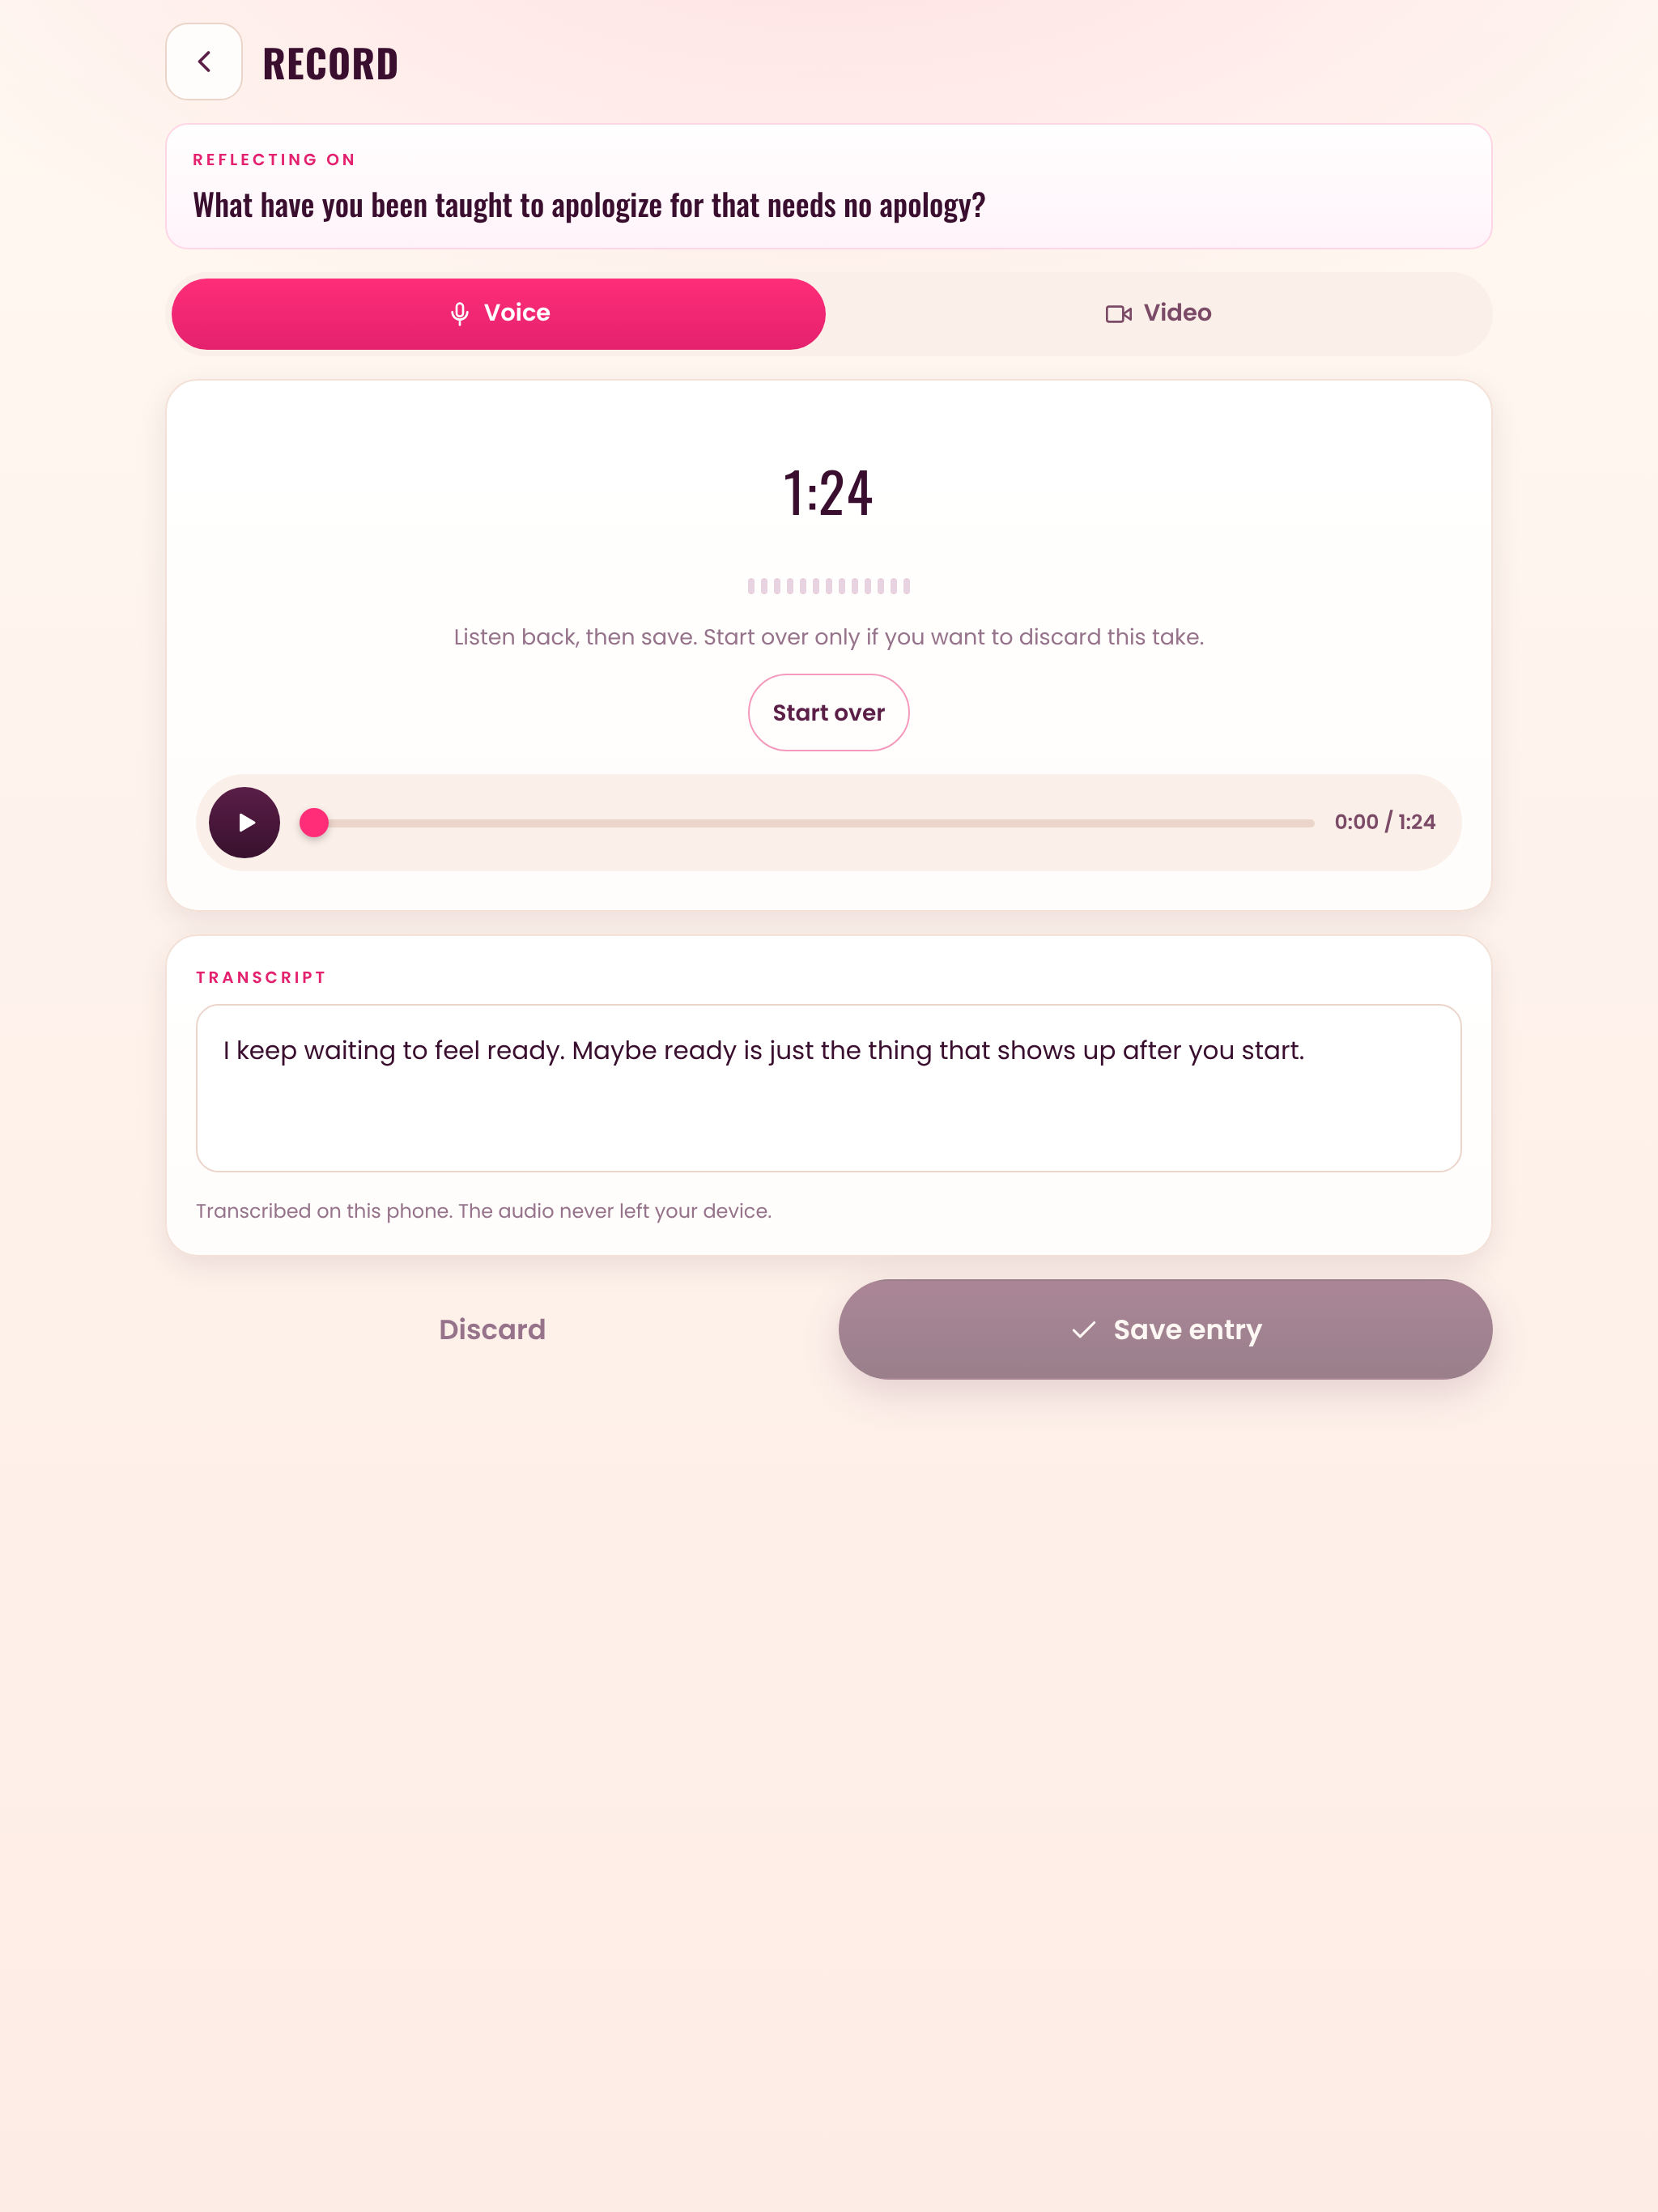 RECORD
REFLECTING ON
What have you been taught to apologize for that needs no apology?
Voice
Video
1:24
Listen back, then save. Start over only if you want to discard this take.
Start over
0:00 / 1:24
TRANSCRIPT
I keep waiting to feel ready. Maybe ready is just the thing that shows up after you start.
Transcribed on this phone. The audio never left your device.
Discard
Save entry